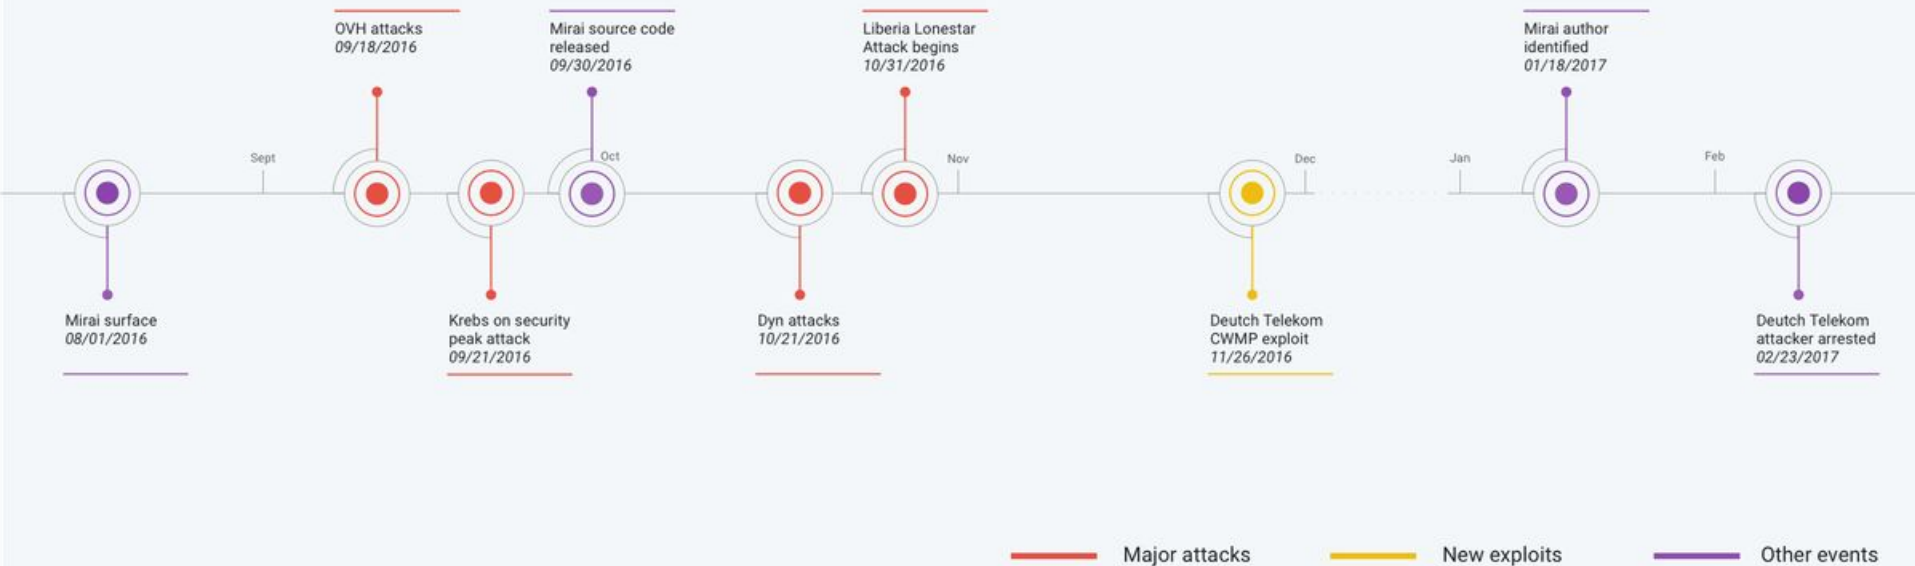 OVH attacks
09/18/2016
Mirai source code
released
09/30/2016
Liberia Lonestar
Attack begins
10/31/2016
Mirai author
identified
01/18/2017
Sept
Oct
Nov
Dec
Jan
Feb
Mirai surface
08/01/2016
Krebs on security
peak attack
09/21/2016
Dyn attacks
10/21/2016
Deutch Telekom
CWMP exploit
11/26/2016
Deutch Telekom
attacker arrested
02/23/2017
Major attacks
New exploits
Other events